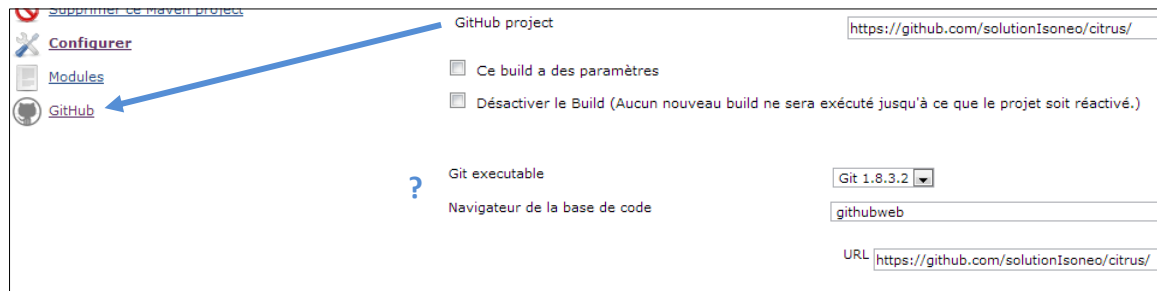 Supprimer ce Maven project
Configurer
Modules
GitHub
GitHub project
https://github.com/solutionIsoneo/citrus/
Ce build a des paramètres
Désactiver le Build (Aucun nouveau build ne sera exécuté jusqu'à ce que le projet soit réactivé.)
?
Git executable
Git 1.8.3.2
Navigateur de la base de code
githubweb
URL https://github.com/solutionIsoneo/citrus/